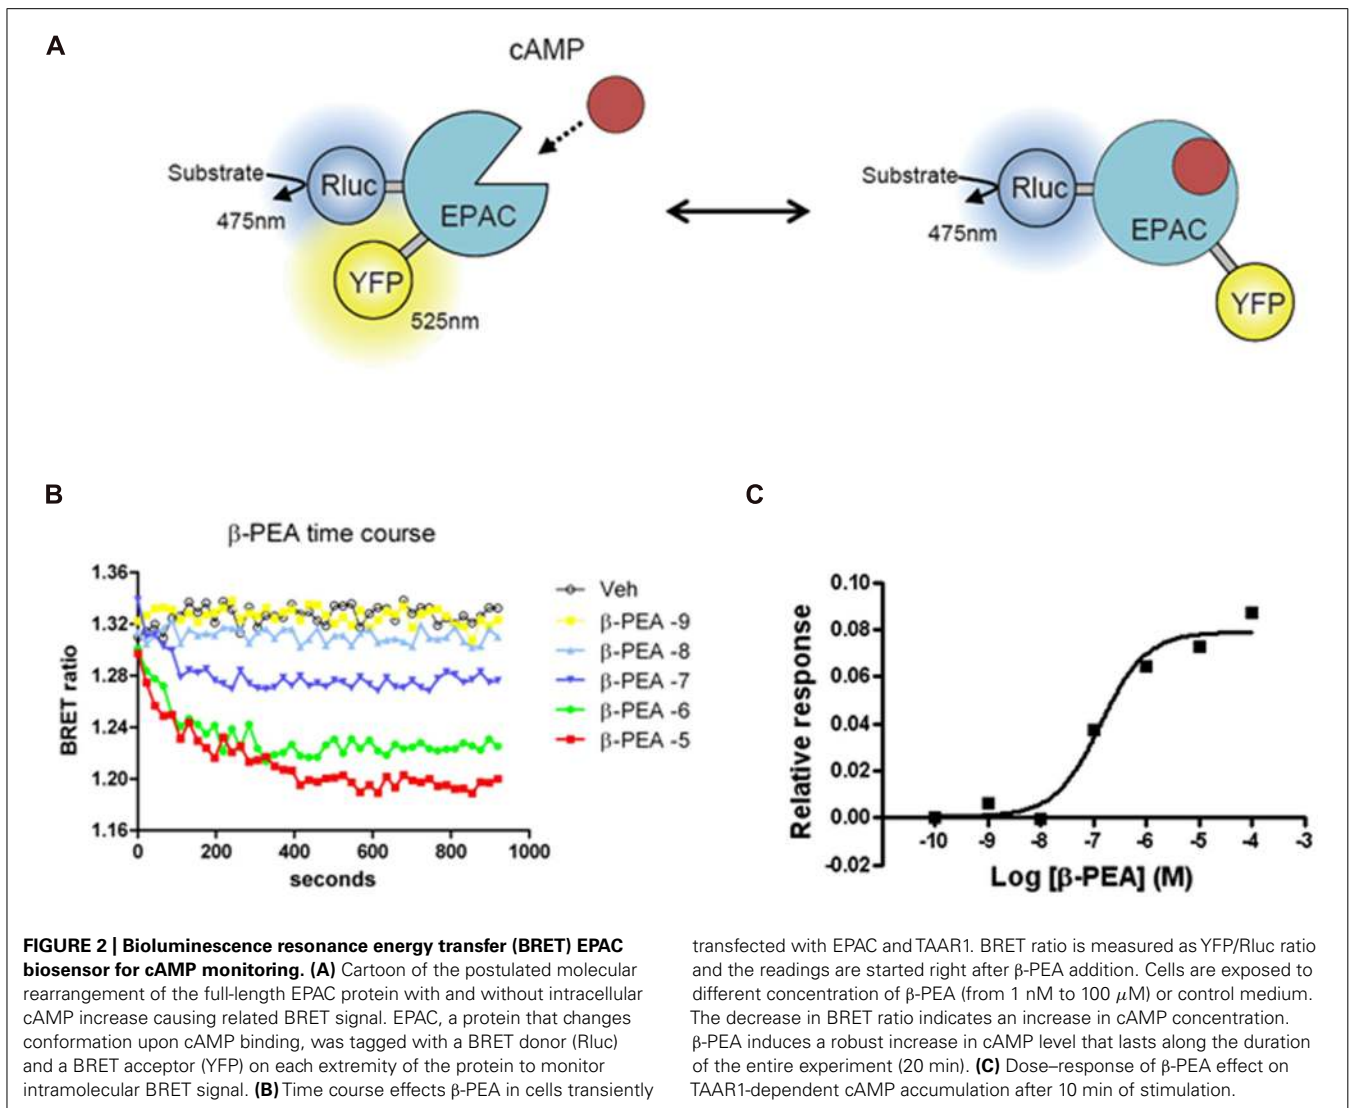 A
cAMP
Substrate
Rluc
475nm
EPAC
YFP
525nm
Substrate
Rluc
475nm
EPAC
YFP
B
β-PEA time course
BRET ratio
1.36
1.32
1.28
1.24
1.20
1.16
0
200
400
600
800
1000
seconds
Veh
β-PEA -9
β-PEA -8
β-PEA -7
β-PEA -6
β-PEA -5
C
Relative response
0.10
0.08
0.06
0.04
0.02
0.00
-0.02
-10
-9
-8
-7
-6
-5
-4
-3
Log [β-PEA] (M)
FIGURE 2 | Bioluminescence resonance energy transfer (BRET) EPAC
biosensor for cAMP monitoring. (A) Cartoon of the postulated molecular
rearrangement of the full-length EPAC protein with and without intracellular
cAMP increase causing related BRET signal. EPAC, a protein that changes
conformation upon cAMP binding, was tagged with a BRET donor (Rluc)
and a BRET acceptor (YFP) on each extremity of the protein to monitor
intramolecular BRET signal. (B) Time course effects β-PEA in cells transiently
transfected with EPAC and TAAR1. BRET ratio is measured as YFP/Rluc ratio
and the readings are started right after β-PEA addition. Cells are exposed to
different concentration of β-PEA (from 1 nM to 100 μM) or control medium.
The decrease in BRET ratio indicates an increase in cAMP concentration.
β-PEA induces a robust increase in cAMP level that lasts along the duration
of the entire experiment (20 min). (C) Dose–response of β-PEA effect on
TAAR1-dependent cAMP accumulation after 10 min of stimulation.